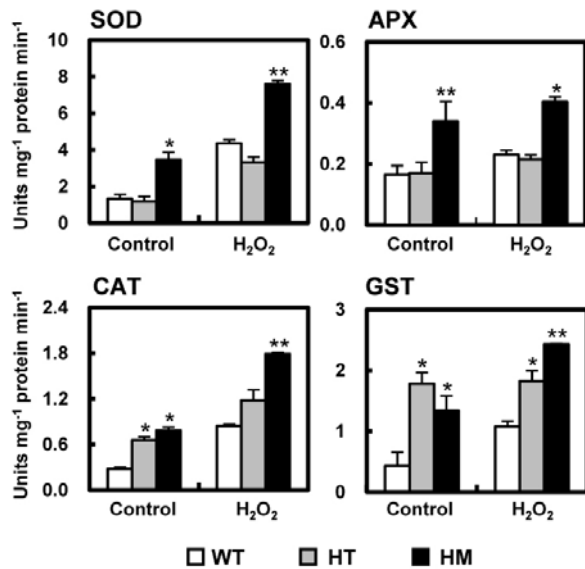 SOD
Units mg⁻¹ protein min⁻¹
10
8
6
4
2
0
*
**
Control
H₂O₂
APX
0.6
0.4
0.2
0.0
**
*
Control
H₂O₂
CAT
Units mg⁻¹ protein min⁻¹
2.4
1.8
1.2
0.6
0.0
* *
**
Control
H₂O₂
GST
3
2
1
0
* *
* **
Control
H₂O₂
WT HT HM